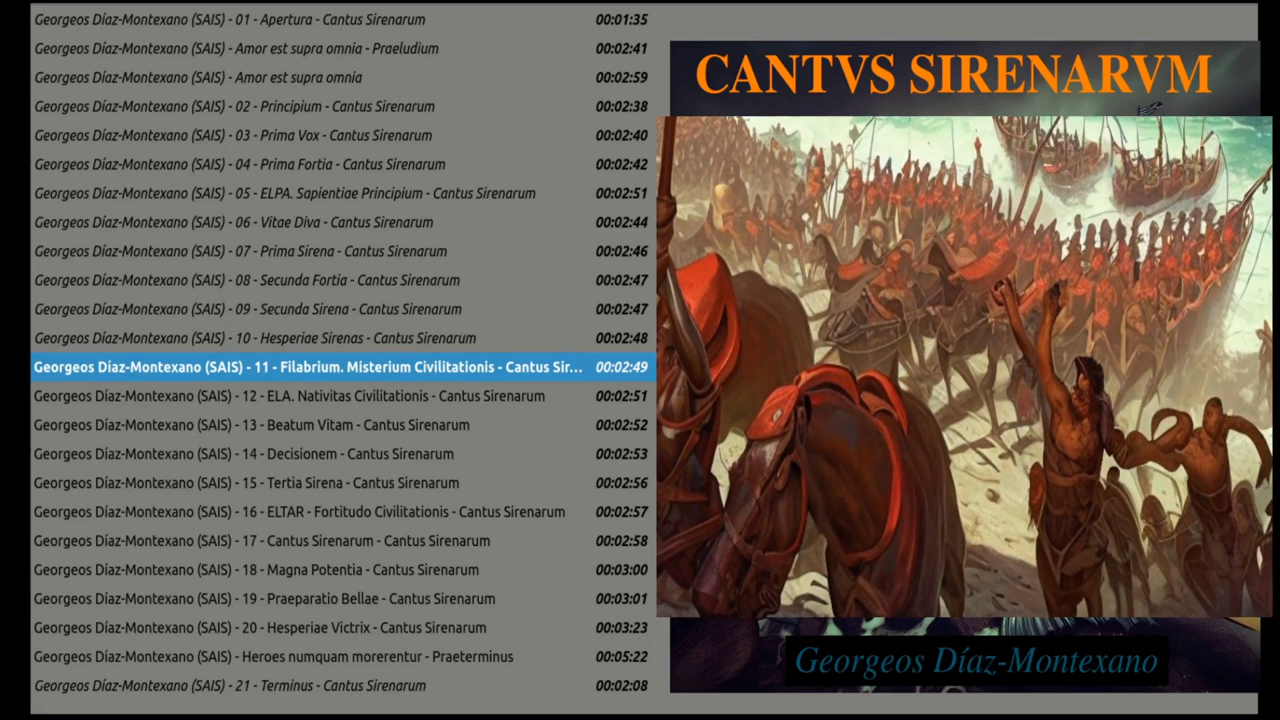 Georgeos Díaz-Montexano (SAIS) - 01 - Apertura - Cantus Sirenarum 00:01:35
Georgeos Díaz-Montexano (SAIS) - Amor est supra omnia - Praeludium 00:02:41
Georgeos Díaz-Montexano (SAIS) - Amor est supra omnia 00:02:59
Georgeos Díaz-Montexano (SAIS) - 02 - Principium - Cantus Sirenarum 00:02:38
Georgeos Díaz-Montexano (SAIS) - 03 - Prima Vox - Cantus Sirenarum 00:02:40
Georgeos Díaz-Montexano (SAIS) - 04 - Prima Fortia - Cantus Sirenarum 00:02:42
Georgeos Díaz-Montexano (SAIS) - 05 - ELPA. Sapientiae Principium - Cantus Sirenarum 00:02:51
Georgeos Díaz-Montexano (SAIS) - 06 - Vitae Diva - Cantus Sirenarum 00:02:44
Georgeos Díaz-Montexano (SAIS) - 07 - Prima Sirena - Cantus Sirenarum 00:02:46
Georgeos Díaz-Montexano (SAIS) - 08 - Secunda Fortia - Cantus Sirenarum 00:02:47
Georgeos Díaz-Montexano (SAIS) - 09 - Secunda Sirena - Cantus Sirenarum 00:02:47
Georgeos Díaz-Montexano (SAIS) - 10 - Hesperiae Sirenas - Cantus Sirenarum 00:02:48
Georgeos Díaz-Montexano (SAIS) - 11 - Filabrium. Misterium Civilitationis - Cantus Sir... 00:02:49
Georgeos Díaz-Montexano (SAIS) - 12 - ELA. Nativitas Civilitationis - Cantus Sirenarum 00:02:51
Georgeos Díaz-Montexano (SAIS) - 13 - Beatum Vitam - Cantus Sirenarum 00:02:52
Georgeos Díaz-Montexano (SAIS) - 14 - Decisionem - Cantus Sirenarum 00:02:53
Georgeos Díaz-Montexano (SAIS) - 15 - Tertia Sirena - Cantus Sirenarum 00:02:56
Georgeos Díaz-Montexano (SAIS) - 16 - ELTAR - Fortitudo Civilitationis - Cantus Sirenarum 00:02:57
Georgeos Díaz-Montexano (SAIS) - 17 - Cantus Sirenarum - Cantus Sirenarum 00:02:58
Georgeos Díaz-Montexano (SAIS) - 18 - Magna Potentia - Cantus Sirenarum 00:03:00
Georgeos Díaz-Montexano (SAIS) - 19 - Praeparatio Bellae - Cantus Sirenarum 00:03:01
Georgeos Díaz-Montexano (SAIS) - 20 - Hesperiae Victrix - Cantus Sirenarum 00:03:23
Georgeos Díaz-Montexano (SAIS) - Heroes numquam morerentur - Praeterminus 00:05:22
Georgeos Díaz-Montexano (SAIS) - 21 - Terminus - Cantus Sirenarum 00:02:08
CANTVS SIRENARVM
Georgeos Díaz-Montexano